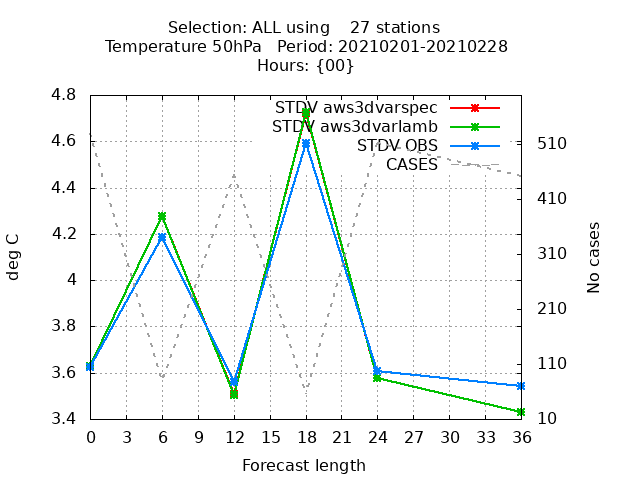 Selection: ALL using    27 stations
Temperature 50hPa   Period: 20210201-20210228
Hours: {00}
STDV aws3dvarspec
STDV aws3dvarlamb
STDV OBS
CASES
4.8
4.6
4.4
4.2
4
3.8
3.6
3.4
deg C
510
410
310
210
110
10
No cases
0 3 6 9 12 15 18 21 24 27 30 33 36
Forecast length